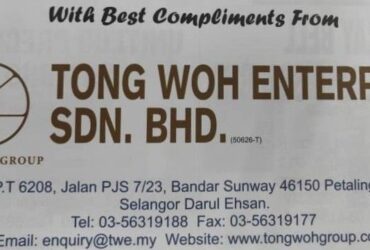 With Best Compliments From
TONG WOH ENTERP
SDN. BHD. (50626-T)
GROUP
P.T 6208, Jalan PJS 7/23, Bandar Sunway 46150 Petaling
Selangor Darul Ehsan.
Tel: 03-56319188 Fax: 03-56319177
Email: enquiry@twe.my Website: www.tongwohgroup.com